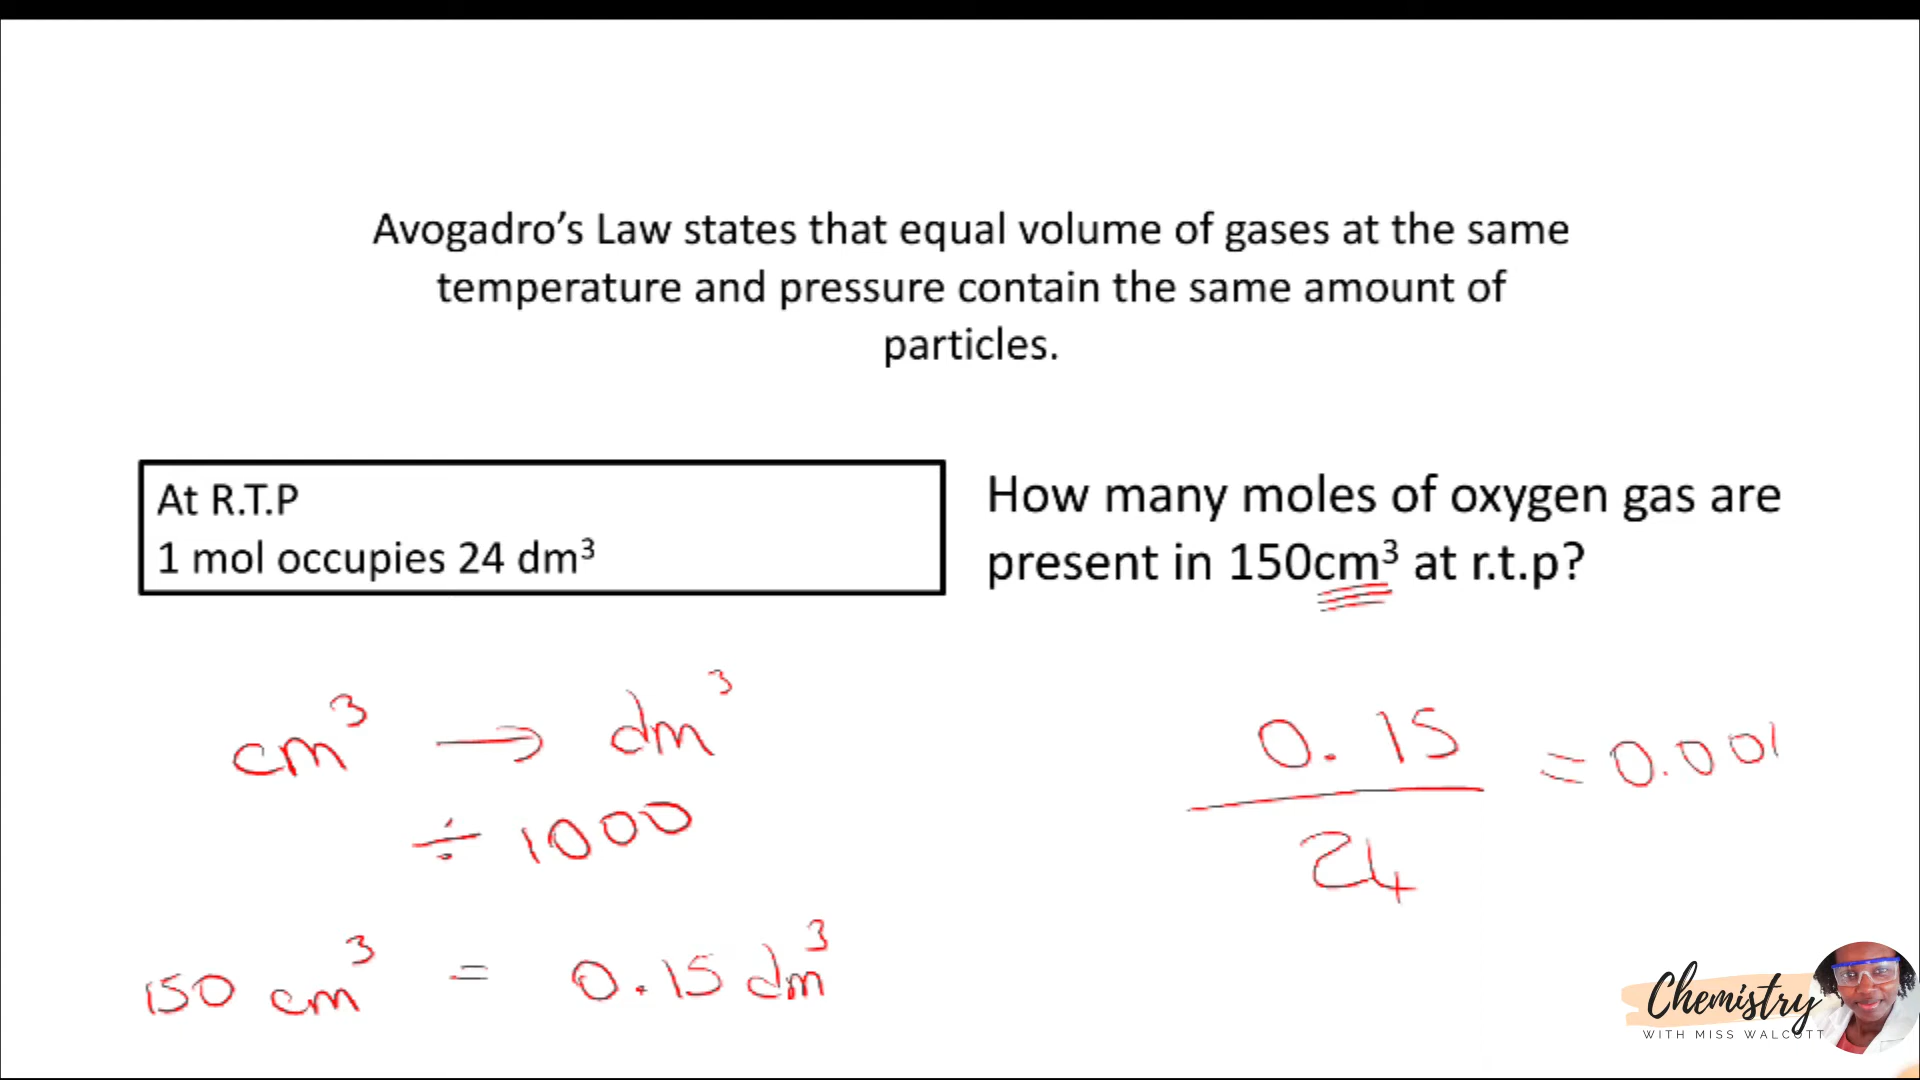 Avogadro’s Law states that equal volume of gases at the same
temperature and pressure contain the same amount of
particles.
At R.T.P
1 mol occupies 24 dm³
How many moles of oxygen gas are
present in 150cm³ at r.t.p?
cm³ → dm³
÷ 1000
150 cm³ = 0.15 dm³
0.15
= 0.001
24
Chemistry
WITH MISS WALCOTT